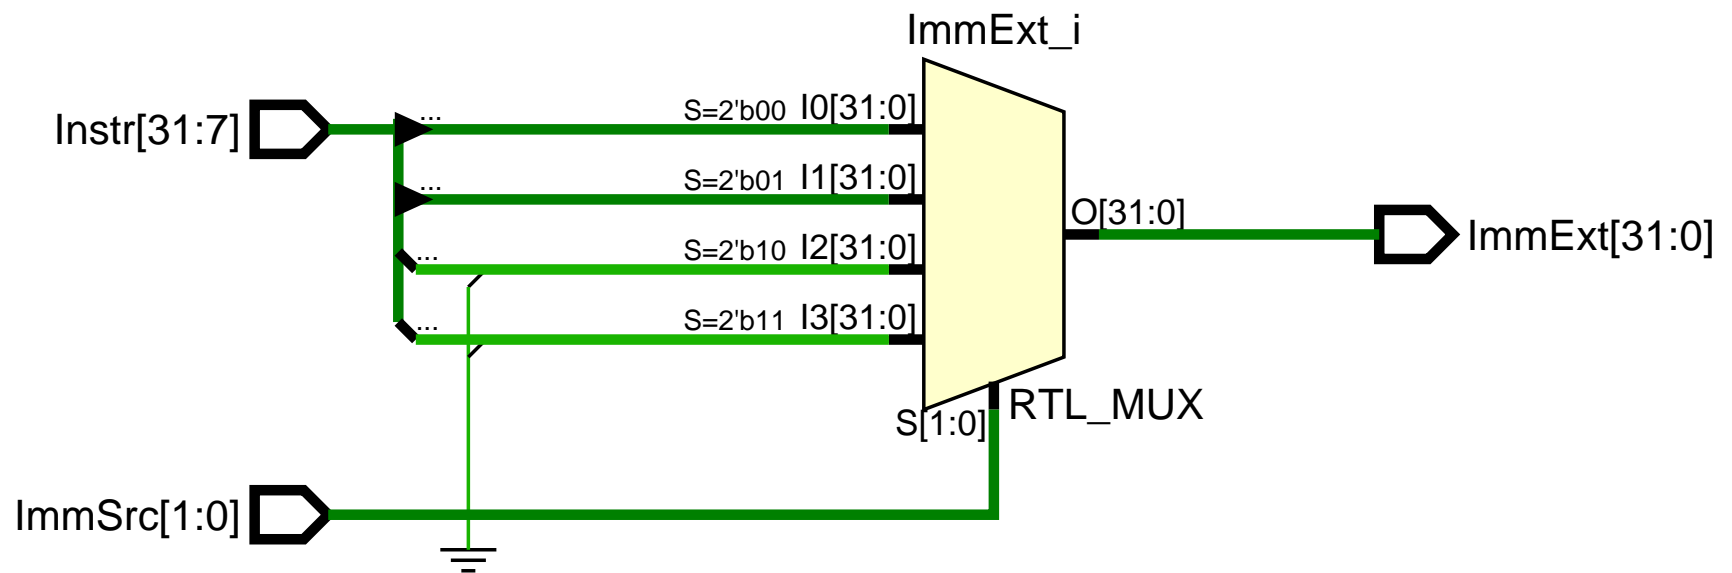 ImmExt_i
... S=2'b00 I0[31:0]
Instr[31:7]
... S=2'b01 I1[31:0]
O[31:0]
... S=2'b10 I2[31:0]
ImmExt[31:0]
... S=2'b11 I3[31:0]
RTL_MUX
S[1:0]
ImmSrc[1:0]